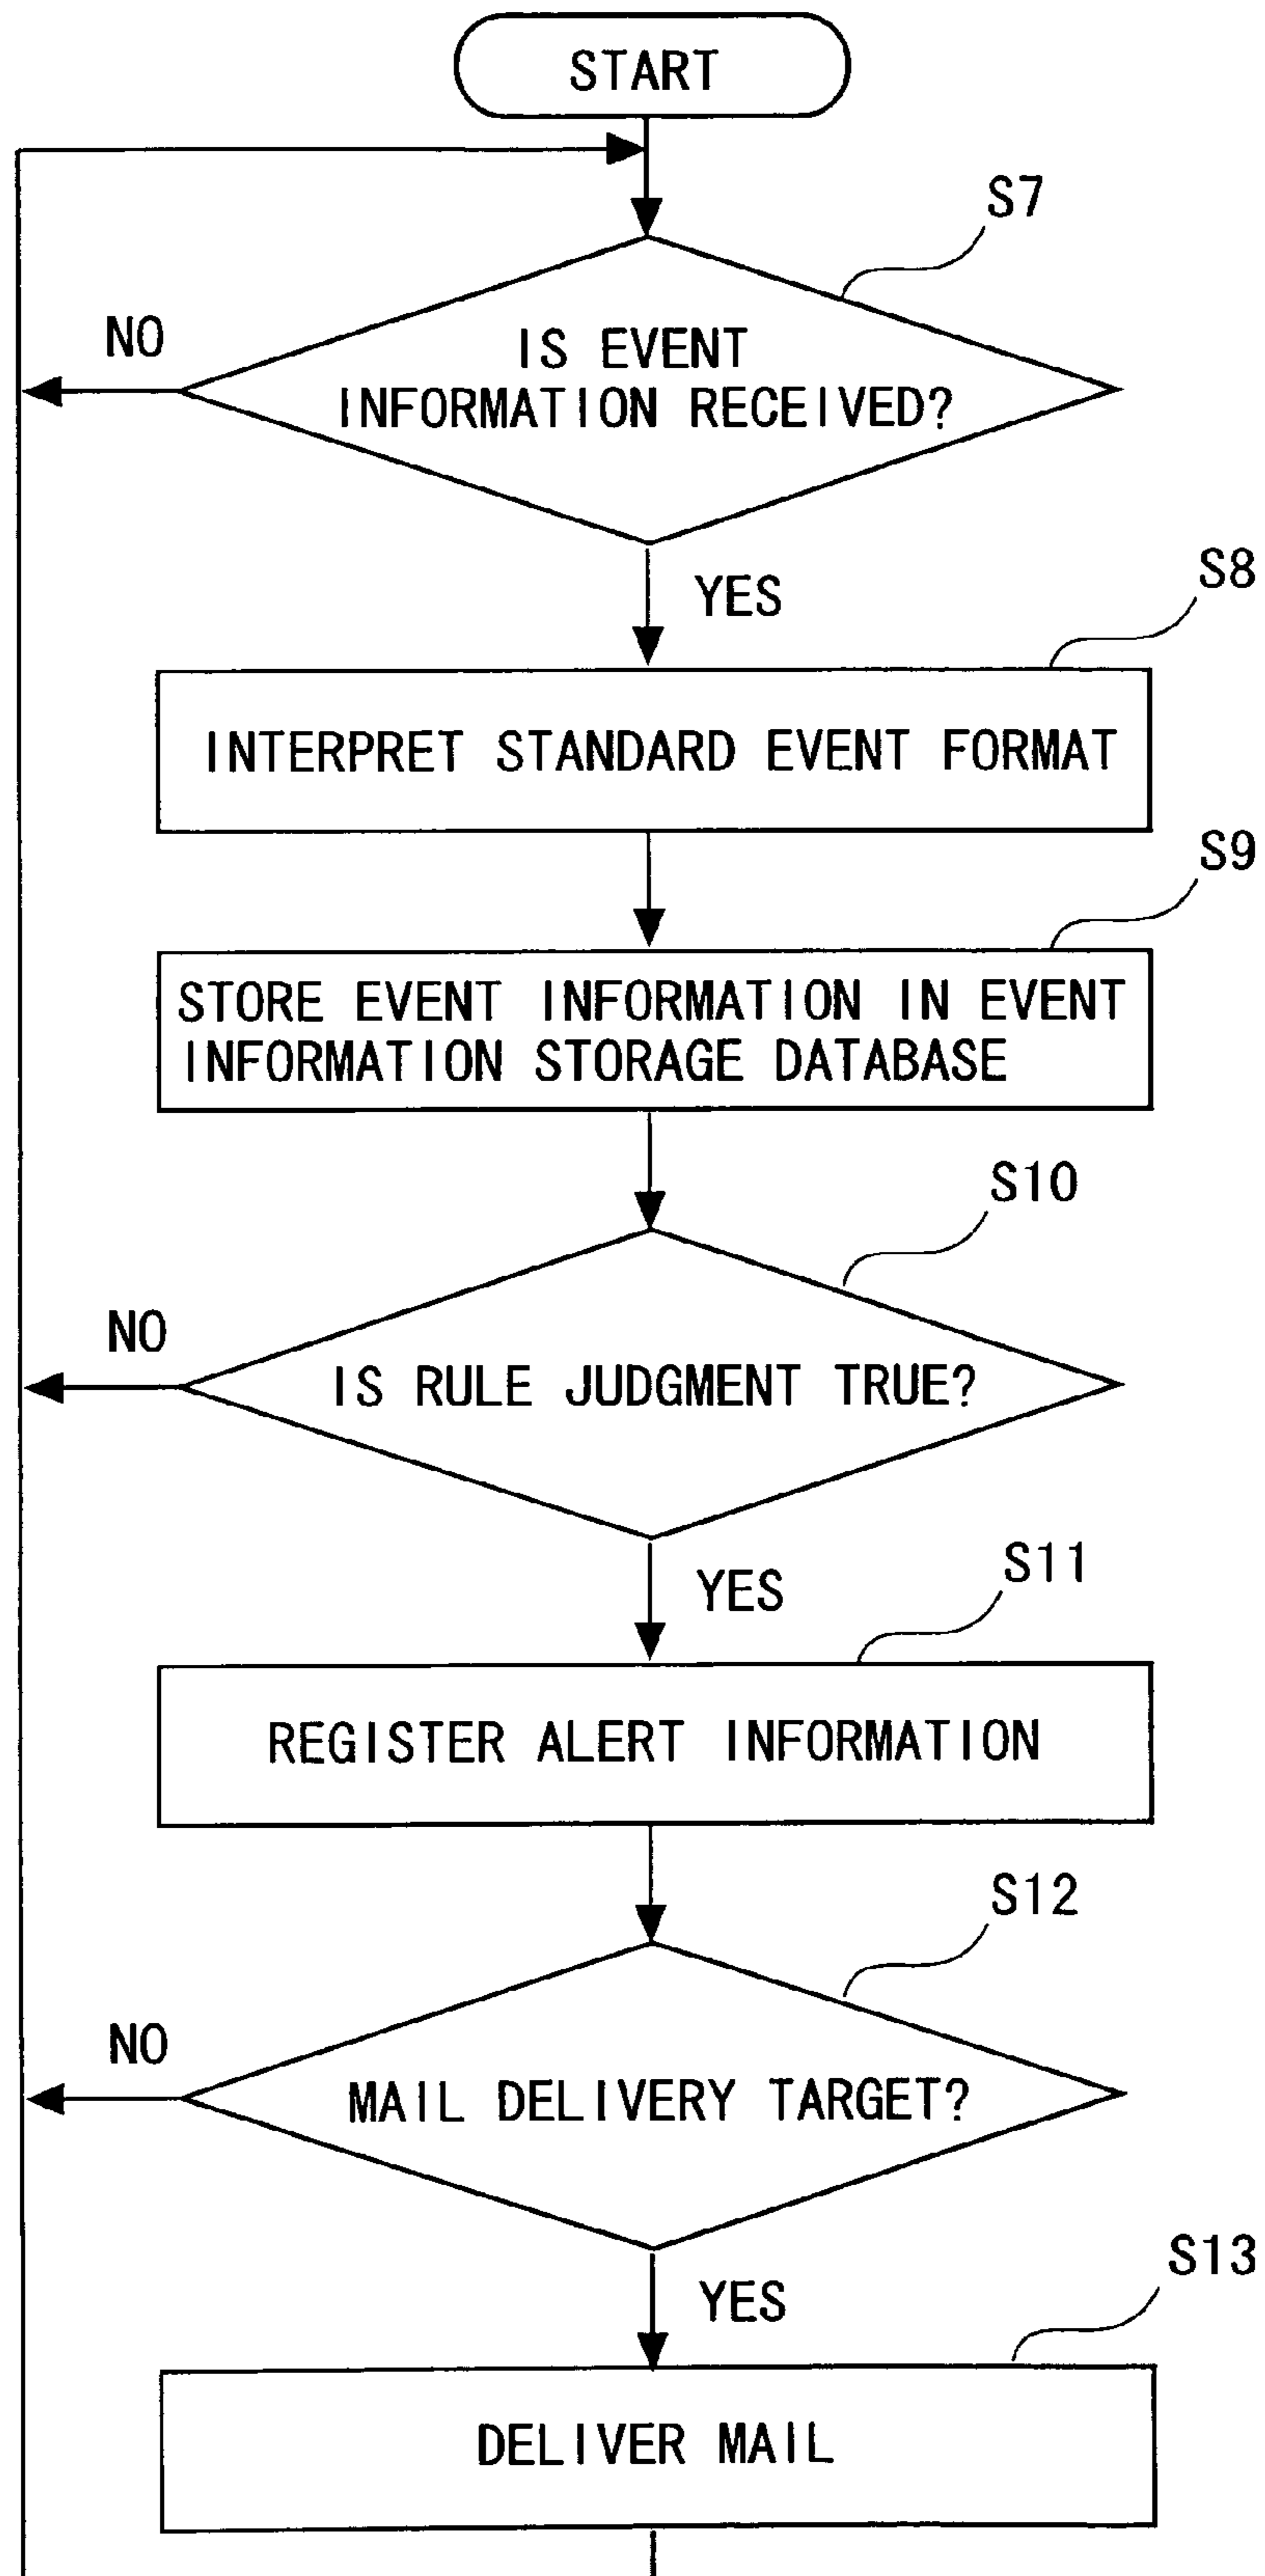 START
S7
NO
IS EVENT
INFORMATION RECEIVED?
YES
S8
INTERPRET STANDARD EVENT FORMAT
S9
STORE EVENT INFORMATION IN EVENT
INFORMATION STORAGE DATABASE
S10
NO
IS RULE JUDGMENT TRUE?
YES
S11
REGISTER ALERT INFORMATION
S12
NO
MAIL DELIVERY TARGET?
YES
S13
DELIVER MAIL